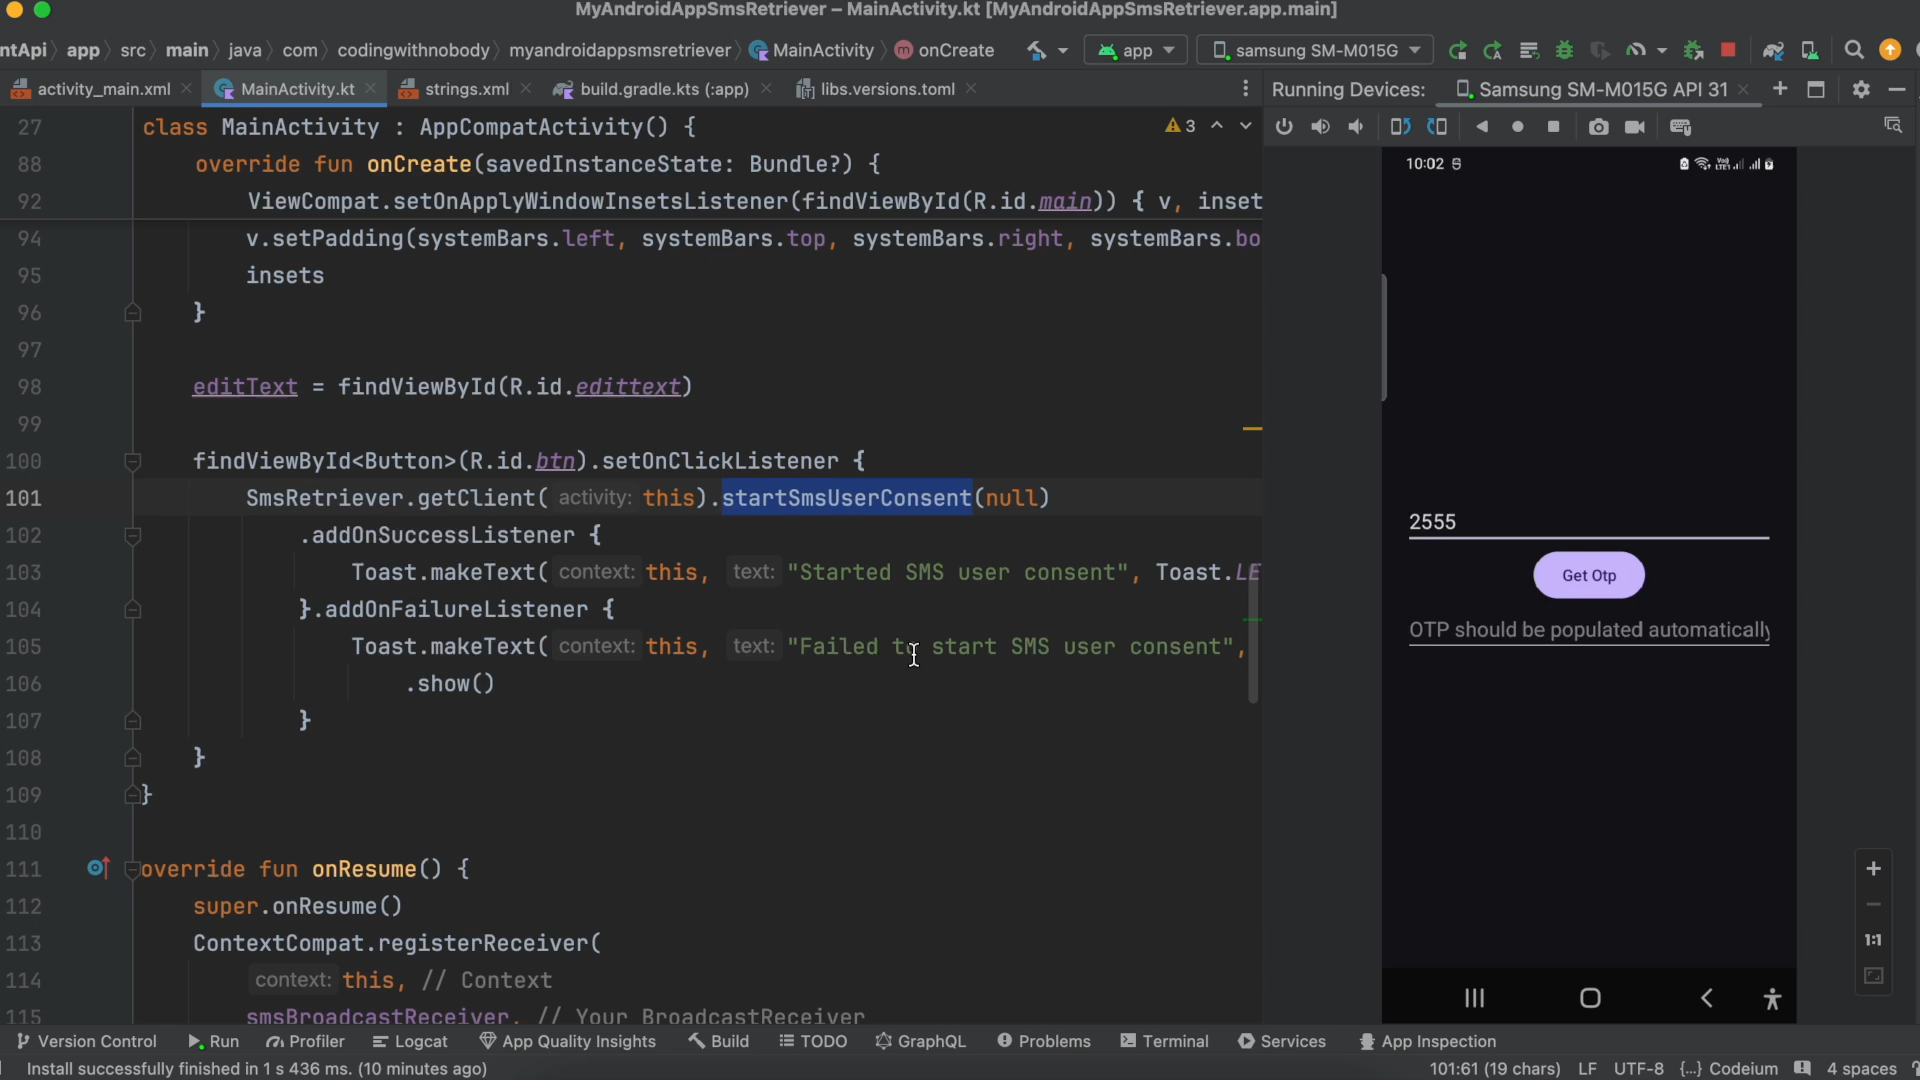 MyAndroidAppSmsRetriever – MainActivity.kt [MyAndroidAppSmsRetriever.app.main]
ntApi app src main java com codingwithnobody myandroidappsmsretriever MainActivity onCreate app samsung SM-M015G
activity_main.xml MainActivity.kt strings.xml build.gradle.kts (:app) libs.versions.toml Running Devices: Samsung SM-M015G API 31
27 class MainActivity : AppCompatActivity() { 3
88 override fun onCreate(savedInstanceState: Bundle?) {
92 ViewCompat.setOnApplyWindowInsetsListener(findViewById(R.id.main)) { v, inset
94 v.setPadding(systemBars.left, systemBars.top, systemBars.right, systemBars.bo
95 insets
96 }
97
98 editText = findViewById(R.id.edittext)
99
100 findViewById<Button>(R.id.btn).setOnClickListener {
101 SmsRetriever.getClient( activity: this).startSmsUserConsent(null)
102 .addOnSuccessListener {
103 Toast.makeText( context: this, text: "Started SMS user consent", Toast.LE
104 }.addOnFailureListener {
105 Toast.makeText( context: this, text: "Failed to start SMS user consent",
106 .show()
107 }
108 }
109 }
110
111 override fun onResume() {
112 super.onResume()
113 ContextCompat.registerReceiver(
114 context: this, // Context
115 smsBroadcastReceiver, // Your BroadcastReceiver
10:02
2555
Get Otp
OTP should be populated automatically
1:1
Version Control Run Profiler Logcat App Quality Insights Build TODO GraphQL Problems Terminal Services App Inspection
Install successfully finished in 1 s 436 ms. (10 minutes ago) 101:61 (19 chars) LF UTF-8 {...} Codeium 4 spaces